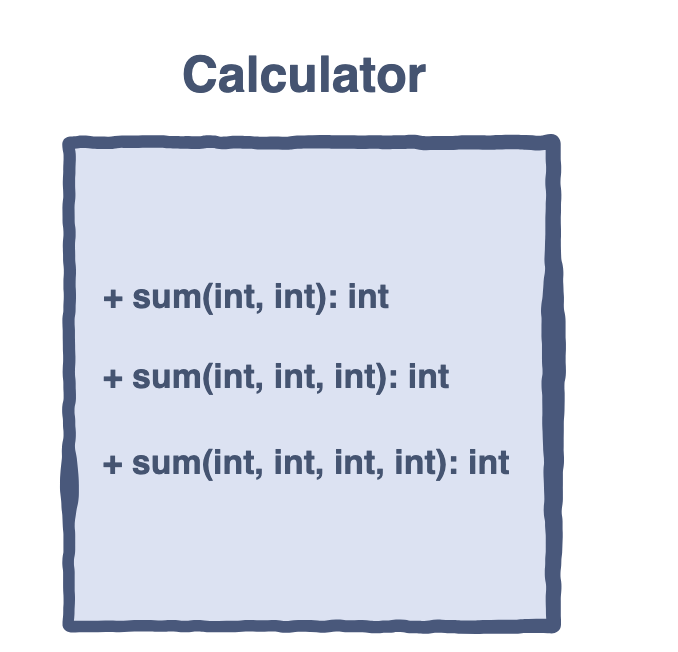 Calculator
+ sum(int, int): int
+ sum(int, int, int): int
+ sum(int, int, int, int): int